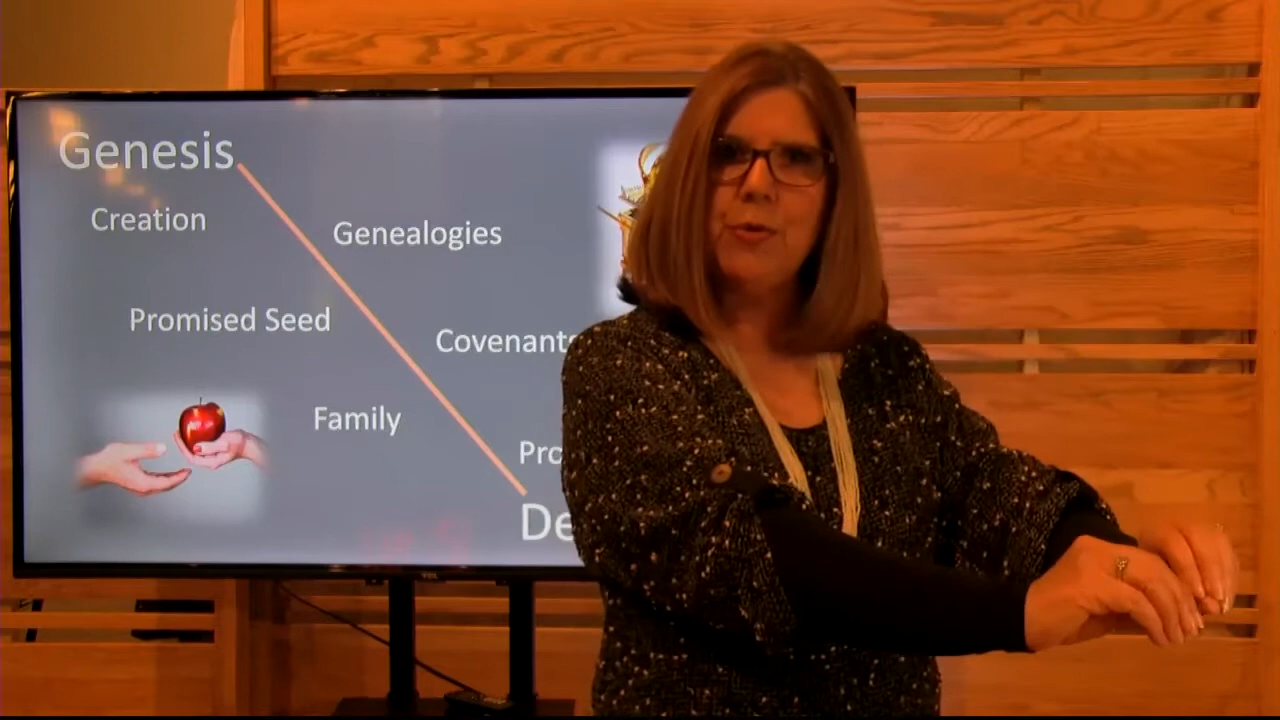 Genesis
Creation
Genealogies
Promised Seed
Covenants
Family
Pro
De